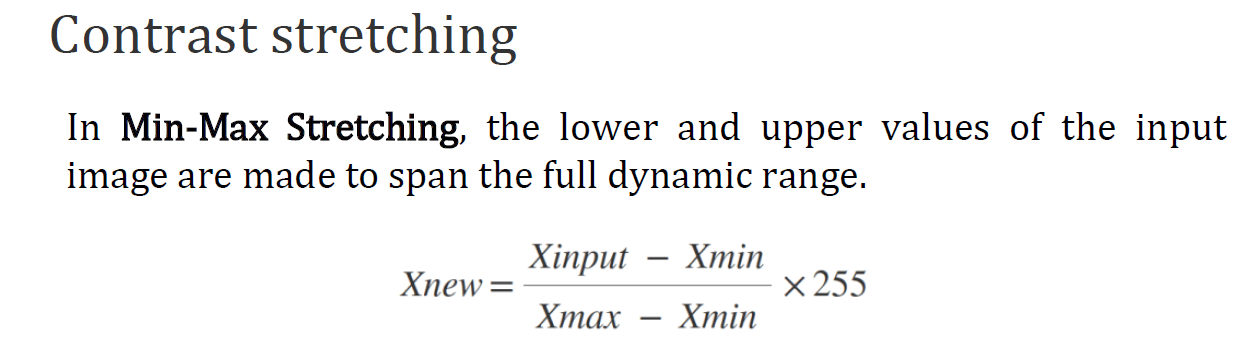 Contrast stretching
In Min-Max Stretching, the lower and upper values of the input
image are made to span the full dynamic range.
Xnew = (Xinput − Xmin) / (Xmax − Xmin) × 255